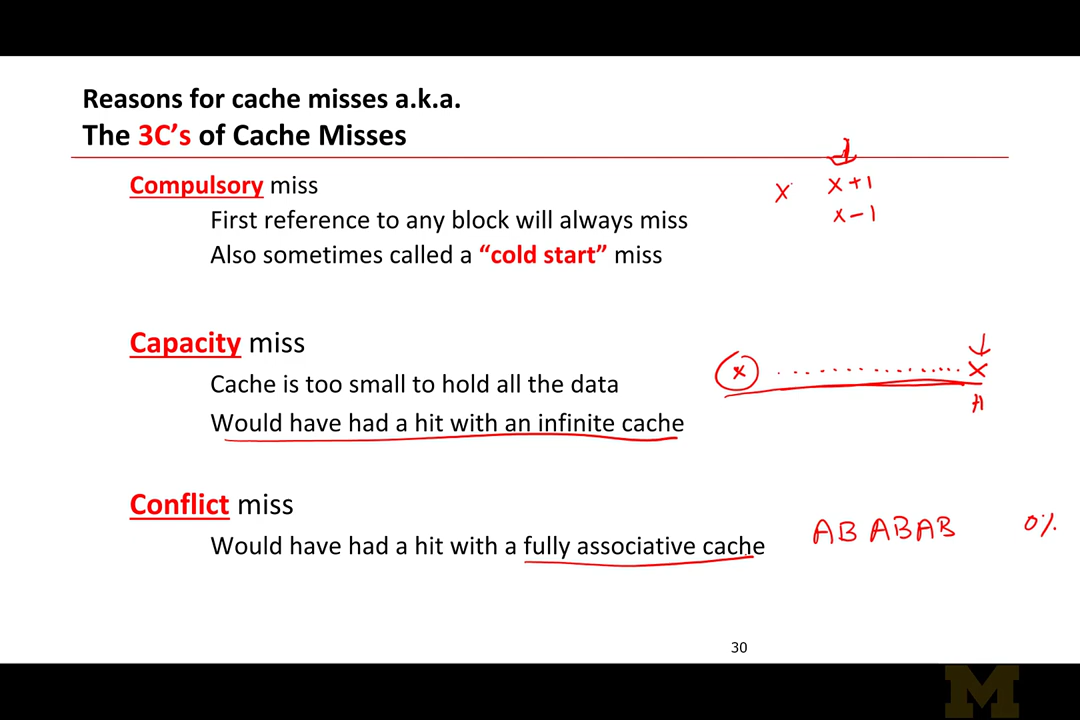 Reasons for cache misses a.k.a.
The 3C's of Cache Misses
Compulsory miss
x x+1
x-1
First reference to any block will always miss
Also sometimes called a "cold start" miss
Capacity miss
Cache is too small to hold all the data
x ..................... x
Would have had a hit with an infinite cache
Conflict miss
Would have had a hit with a fully associative cache
AB ABAB 0%
30
M